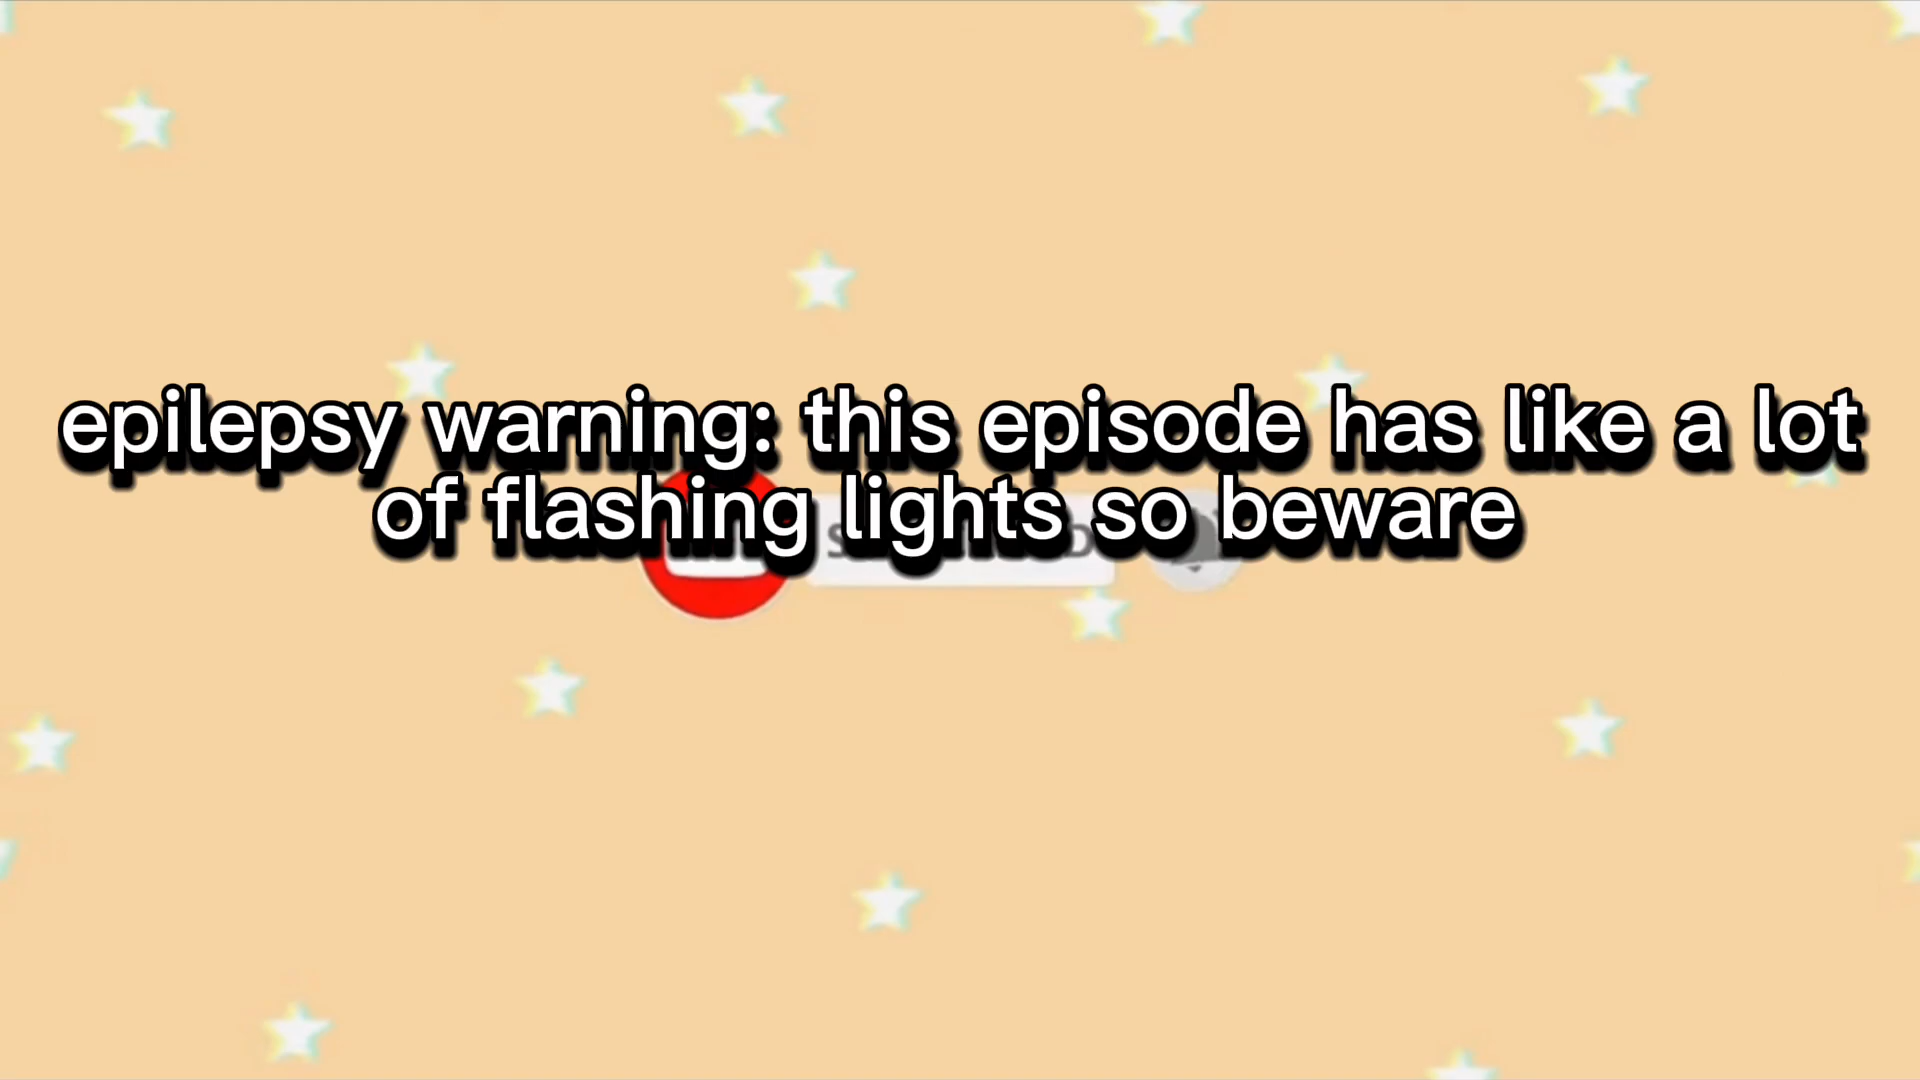 epilepsy warning: this episode has like a lot
of flashing lights so beware